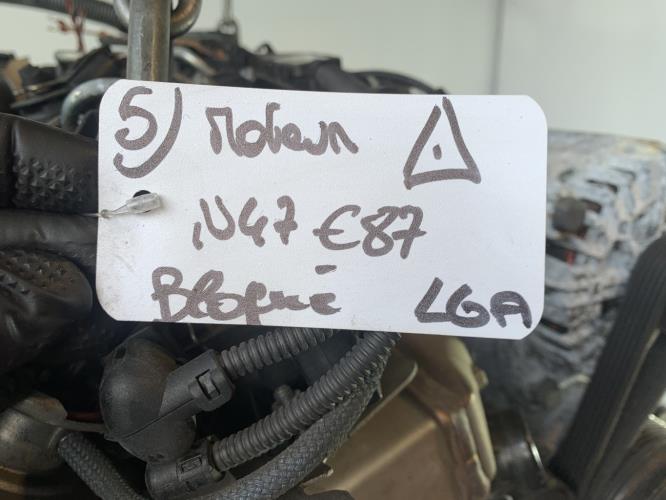 5) Moteur
N47 E87
Bloqué LGA